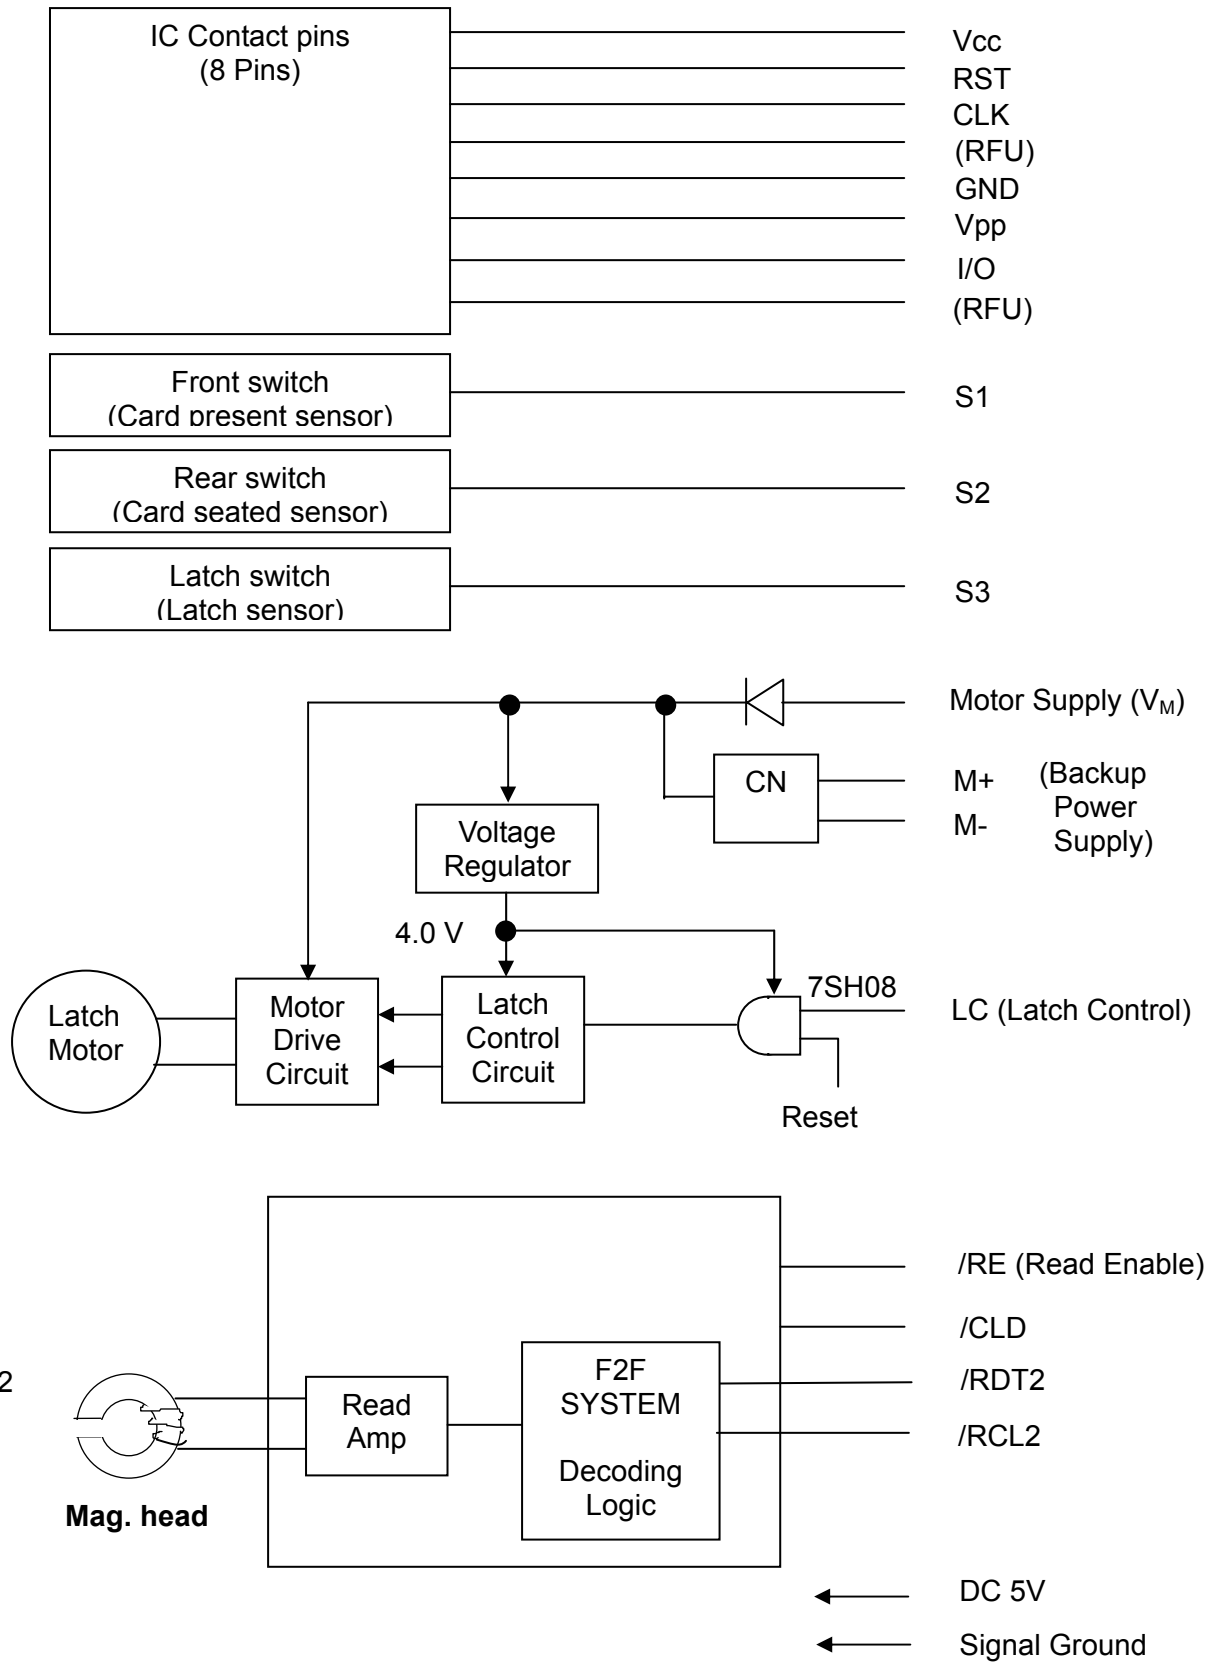 IC Contact pins
(8 Pins)
Vcc
RST
CLK
(RFU)
GND
Vpp
I/O
(RFU)
Front switch
(Card present sensor)
S1
Rear switch
(Card seated sensor)
S2
Latch switch
(Latch sensor)
S3
Motor Supply (VM)
CN
M+
M-
(Backup
Power
Supply)
Voltage
Regulator
4.0 V
Latch
Motor
Motor
Drive
Circuit
Latch
Control
Circuit
7SH08
LC (Latch Control)
Reset
/RE (Read Enable)
/CLD
/RDT2
/RCL2
2
Mag. head
Read
Amp
F2F
SYSTEM
Decoding
Logic
DC 5V
Signal Ground